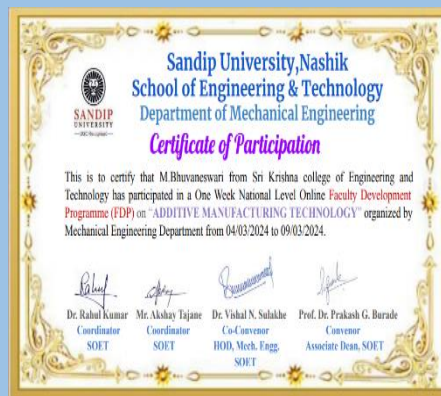 Sandip University,Nashik
School of Engineering & Technology
Department of Mechanical Engineering
SANDIP
UNIVERSITY
Certificate of Participation
This is to certify that M.Bhuvaneswari from Sri Krishna college of Engineering and
Technology has participated in a One Week National Level Online Faculty Development
Programme (FDP) on "ADDITIVE MANUFACTURING TECHNOLOGY" organized by
Mechanical Engineering Department from 04/03/2024 to 09/03/2024.
Rahul
Dr. Rahul Kumar Mr. Akshay Tajane Dr. Vishal N. Sulakhe Prof. Dr. Prakash G. Burade
Coordinator Coordinator Co-Convenor Convenor
SOET SOET HOD, Mech. Engg. Associate Dean, SOET
SOET